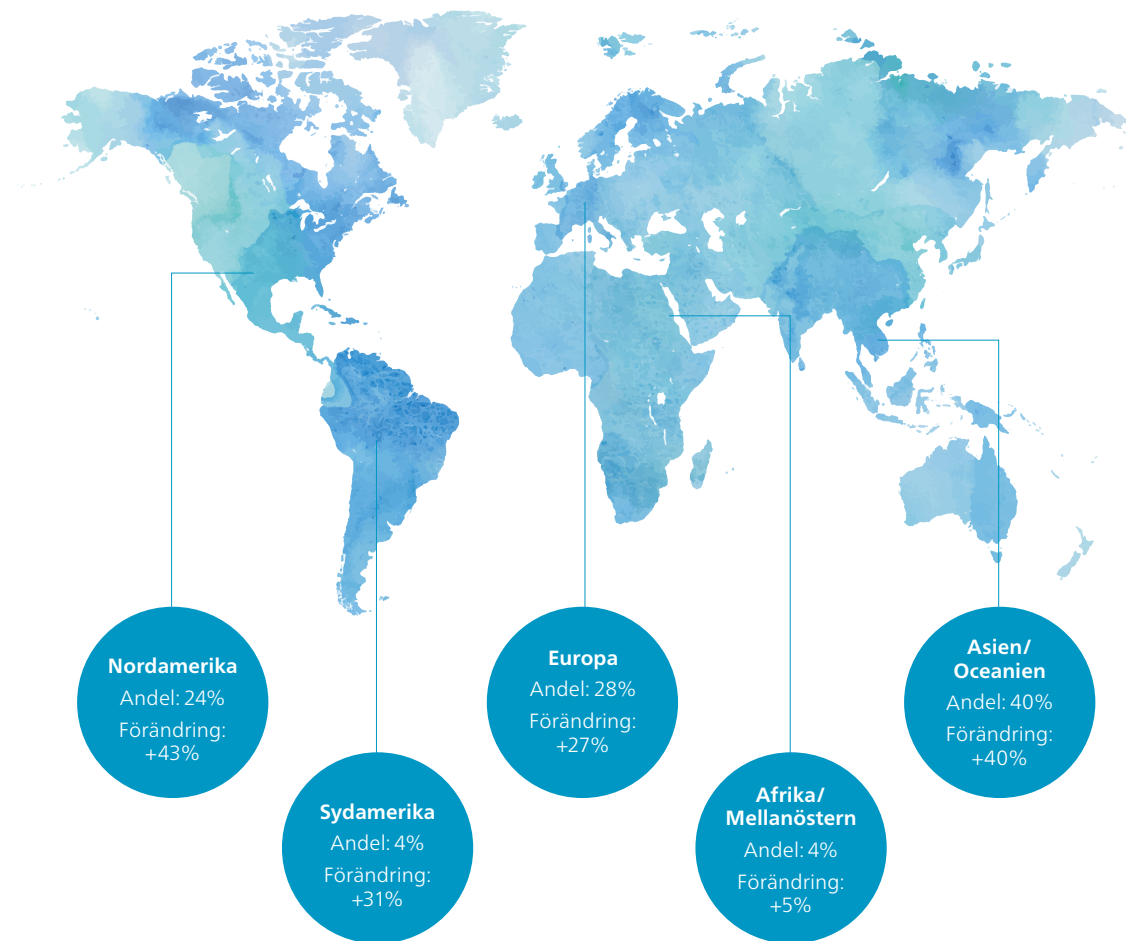 Nordamerika
Andel: 24%
Förändring:
+43%
Sydamerika
Andel: 4%
Förändring:
+31%
Europa
Andel: 28%
Förändring:
+27%
Afrika/
Mellanöstern
Andel: 4%
Förändring:
+5%
Asien/
Oceanien
Andel: 40%
Förändring:
+40%